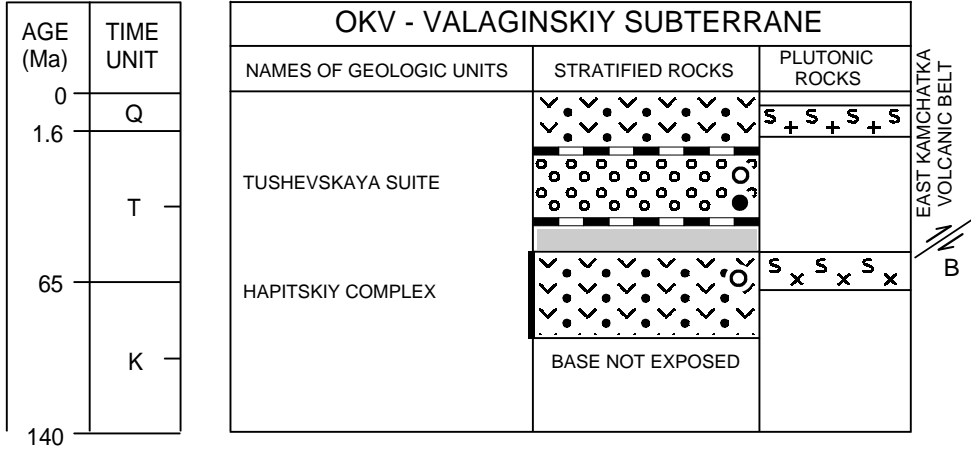 OKV - VALAGINSKIY SUBTERRANE
AGE
(Ma)
TIME
UNIT
NAMES OF GEOLOGIC UNITS
STRATIFIED ROCKS
PLUTONIC
ROCKS
EAST KAMCHATKA
VOLCANIC BELT
0
Q
S + S + S + S
1.6
TUSHEVSKAYA SUITE
T
B
65
S x S x S x
HAPITSKIY COMPLEX
K
BASE NOT EXPOSED
140